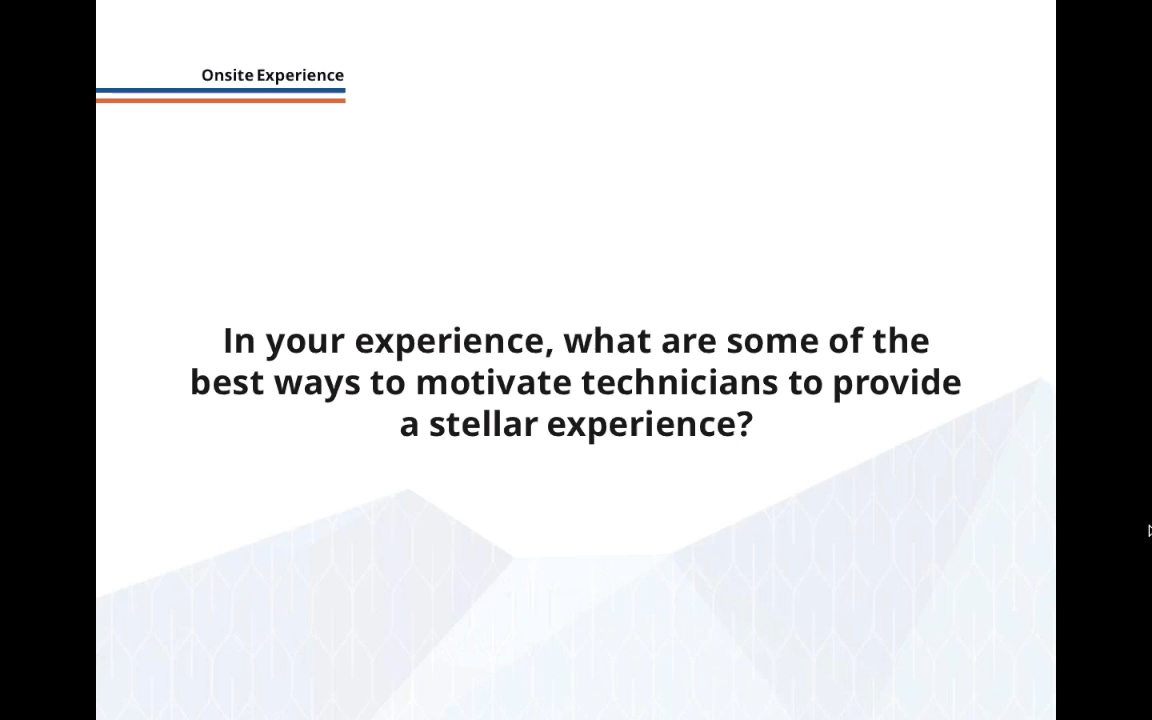 Onsite Experience
In your experience, what are some of the
best ways to motivate technicians to provide
a stellar experience?